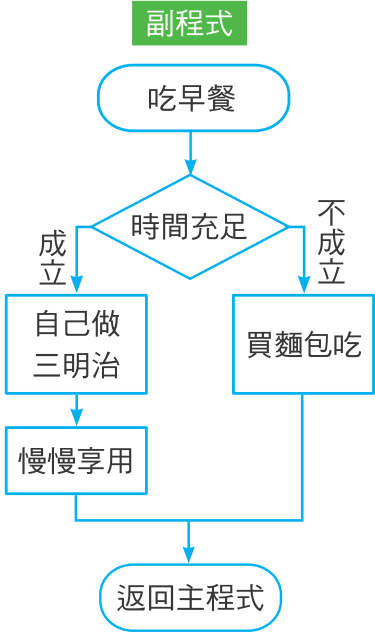 副程式
吃早餐
時間充足
成立
不成立
自己做
三明治
買麵包吃
慢慢享用
返回主程式